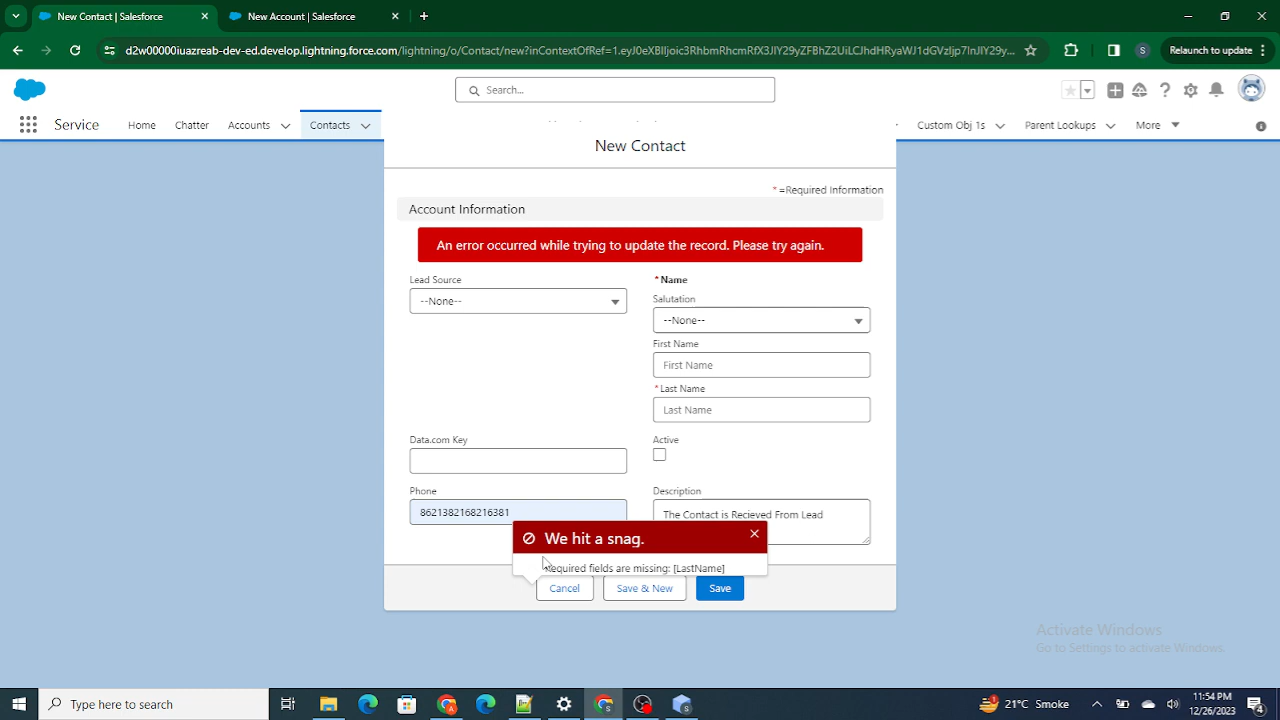 New Contact | Salesforce
New Account | Salesforce
d2w00000iuazreab-dev-ed.develop.lightning.force.com/lightning/o/Contact/new?inContextOfRef=
S
Relaunch to update
Search...
Service
Home
Chatter
Accounts
Contacts
Custom Obj 1s
Parent Lookups
More
New Contact
* =Required Information
Account Information
An error occurred while trying to update the record. Please try again.
Lead Source
--None--
* Name
Salutation
--None--
First Name
First Name
* Last Name
Last Name
Data.com Key
Active
Phone
8621382168216381
Description
The Contact is Recieved From Lead
We hit a snag.
Required fields are missing: [LastName]
Cancel
Save & New
Save
Activate Windows
Go to Settings to activate Windows.
Type here to search
21°C Smoke
11:54 PM
12/26/2023
4